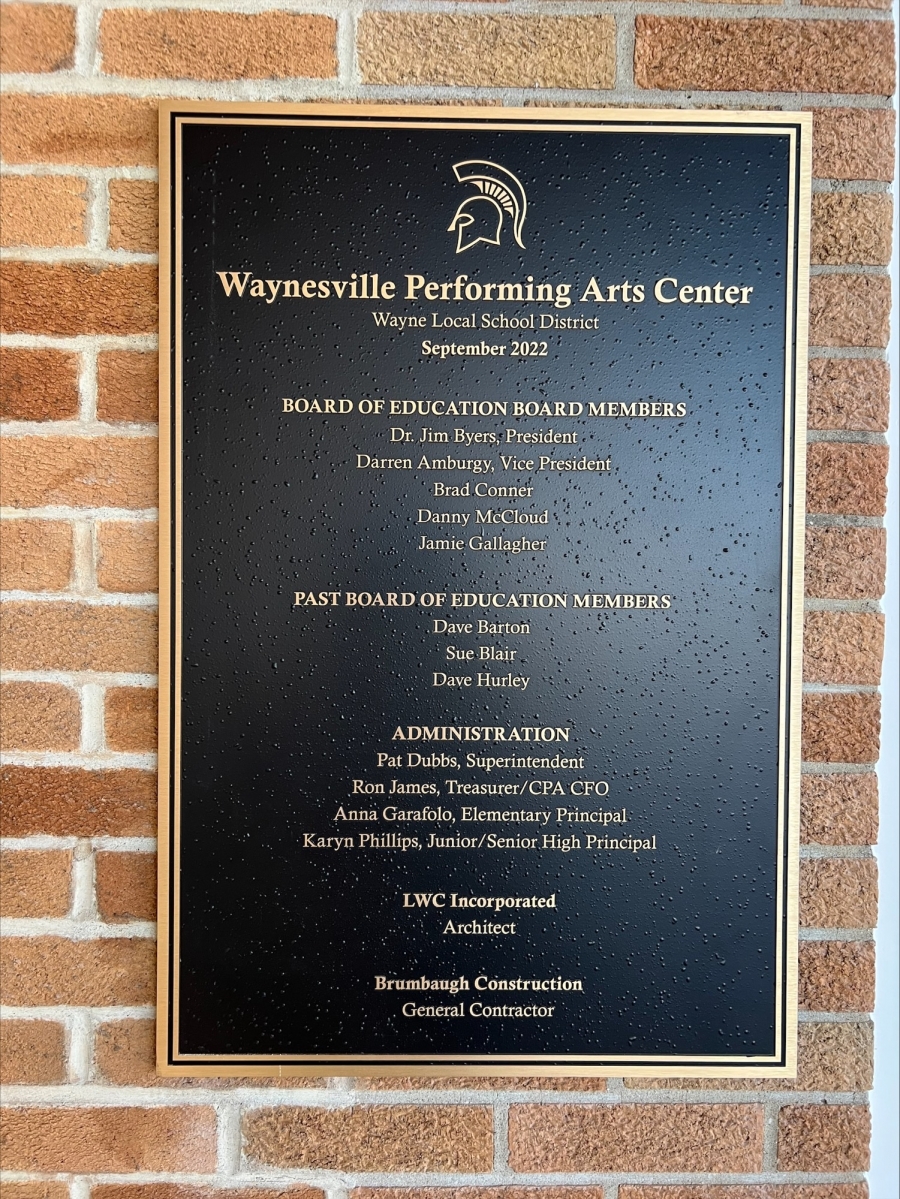 Waynesville Performing Arts Center
Wayne Local School District
September 2022
BOARD OF EDUCATION BOARD MEMBERS
Dr. Jim Byers, President
Darren Amburgy, Vice President
Brad Conner
Danny McCloud
Jamie Gallagher
PAST BOARD OF EDUCATION MEMBERS
Dave Barton
Sue Blair
Dave Hurley
ADMINISTRATION
Pat Dubbs, Superintendent
Ron James, Treasurer/CPA CFO
Anna Garafolo, Elementary Principal
Karyn Phillips, Junior/Senior High Principal
LWC Incorporated
Architect
Brumbaugh Construction
General Contractor